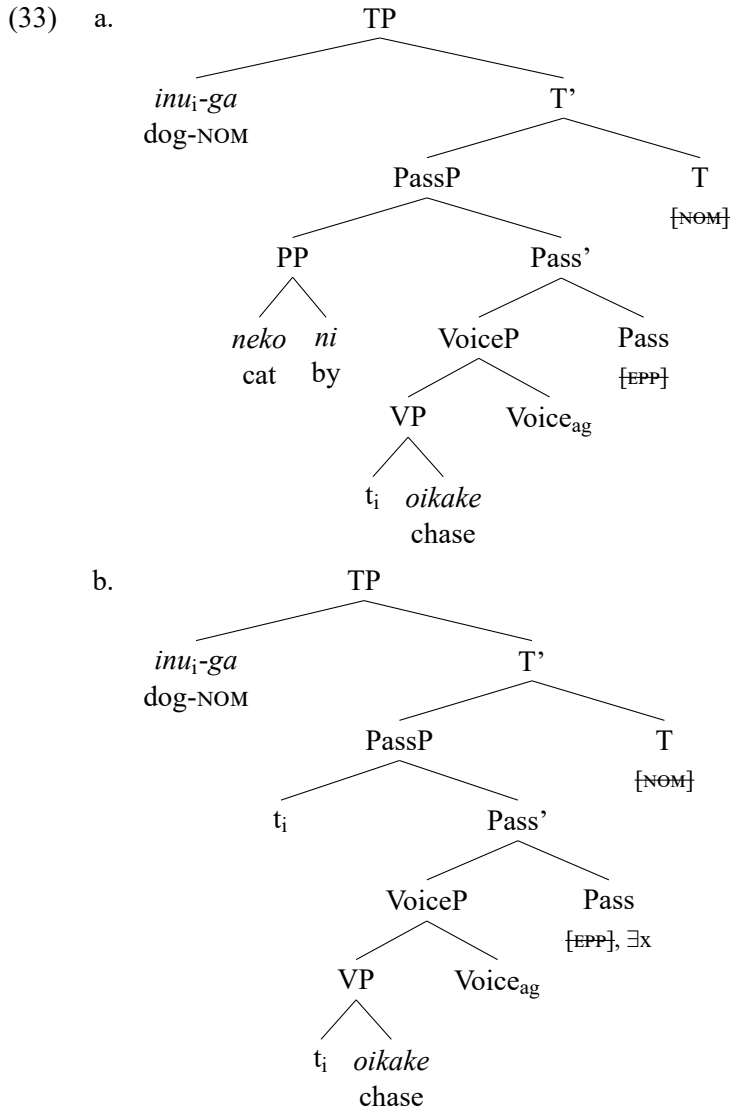 (33) a. TP
inuᵢ-ga T’
dog-NOM
PassP T
[NOM]
PP Pass’
neko ni VoiceP Pass
cat by [EPP]
VP Voiceag
tᵢ oikake
chase
b. TP
inuᵢ-ga T’
dog-NOM
PassP T
[NOM]
tᵢ Pass’
VoiceP Pass
[EPP], ∃x
VP Voiceag
tᵢ oikake
chase